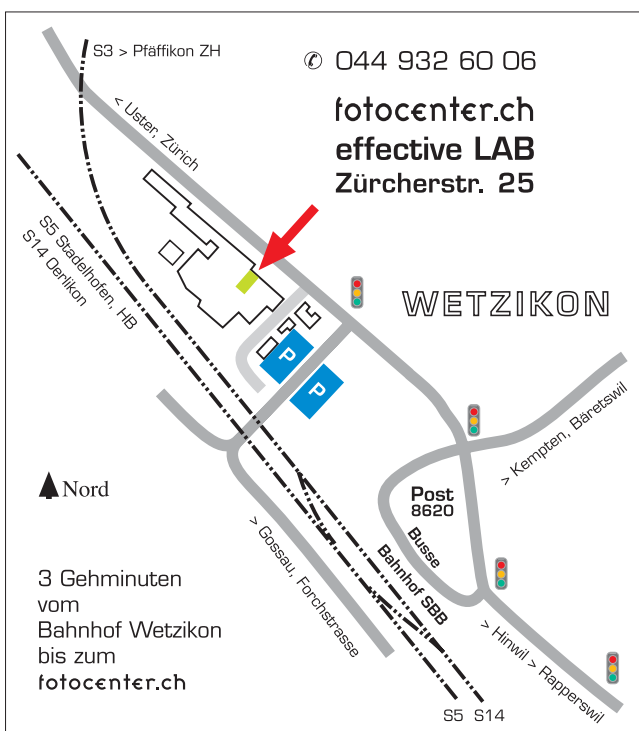 S3 > Pfäffikon ZH
✆ 044 932 60 06
< Uster, Zürich
fotocenter.ch
effective LAB
Zürcherstr. 25
S5 Stadelhofen, HB
S14 Oerlikon
WETZIKON
P
P
> Kempten, Bäretswil
Nord
Post
8620
Busse
Bahnhof SBB
> Gossau, Forchstrasse
3 Gehminuten
vom
Bahnhof Wetzikon
bis zum
fotocenter.ch
> Hinwil > Rapperswil
S5 S14